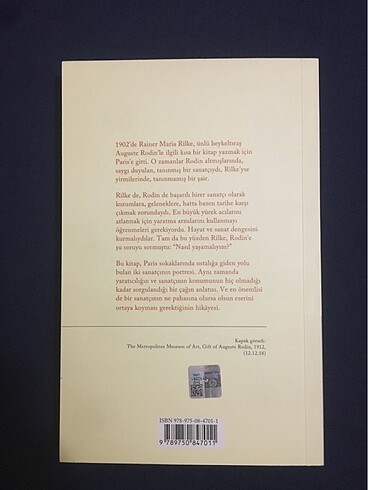 1902'de Rainer Maria Rilke, ünlü heykeltıraş
Auguste Rodin'le ilgili kısa bir kitap yazmak için
Paris'e gitti. O zamanlar Rodin altmışlarında,
saygı duyulan, tanınmış bir sanatçıydı, Rilke'yse
yirmilerinde, tanınmamış bir şair.
Rilke de, Rodin de başarılı birer sanatçı olarak
kurumlara, geleneklere, hatta bazen tarihe karşı
çıkmak zorundaydı. En büyük yürek acılarını
atlatmak için yaratma arzularını kullanmayı
öğrenmeleri gerekiyordu. Hayat ve sanat dengesini
kurmalıydılar. Tam da bu yüzden Rilke, Rodin'e
şu soruyu sormuştu: "Nasıl yaşamalıyım?"
Bu kitap, Paris sokaklarında ustalığa giden yolu
bulan iki sanatçının portresi. Aynı zamanda
yaratıcılığın ve sanatçının konumunun hiç olmadığı
kadar sorgulandığı bir çağın anlatısı. Ve en önemlisi
de bir sanatçının ne pahasına olursa olsun eserini
ortaya koyması gerektiğinin hikâyesi.
Kapak görseli:
The Metropolitan Museum of Art, Gift of Auguste Rodin, 1912,
(12.12.18)
ISBN 978-975-08-4701-1
9 789750 847011